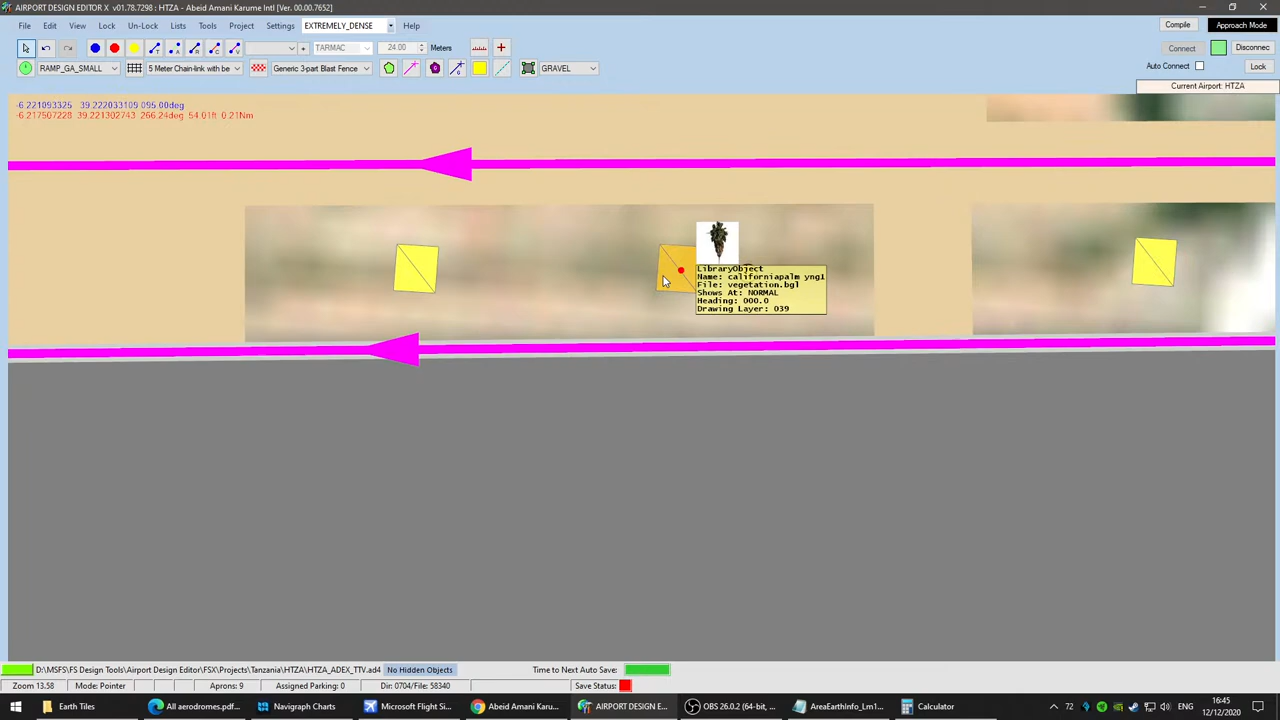 AIRPORT DESIGN EDITOR X v01.78.7298 : HTZA - Abeid Amani Karume Intl [Ver. 00.00.7652]
File Edit View Lock Un-Lock Lists Tools Project Settings EXTREMELY_DENSE Help
Compile Approach Mode
TARMAC 24.00 Meters
Connect Disconnec
RAMP_GA_SMALL 5 Meter Chain-link with be Generic 3-part Blast Fence GRAVEL
Auto Connect Lock
Current Airport: HTZA
-6.221093325 39.222033109 095.00deg
-6.217507228 39.221302743 266.24deg 54.01ft 0.21Nm
LibraryObject
Name: californiapalm yng1
File: vegetation.bgl
Shows At: NORMAL
Heading: 000.0
Drawing Layer: 039
D:\MSFS\FS Design Tools\Airport Design Editor\FSX\Projects\Tanzania\HTZA\HTZA_ADEX_TTV.ad4 No Hidden Objects Time to Next Auto Save:
Zoom 13.58 Mode: Pointer Aprons: 9 Assigned Parking: 0 Dir: 0704/File: 58340 Save Status:
Earth Tiles All aerodromes.pdf... Navigraph Charts Microsoft Flight Si... Abeid Amani Karu... AIRPORT DESIGN E... OBS 26.0.2 (64-bit, ... AreaEarthInfo_Lm1... Calculator 72 16:45
12/12/2020